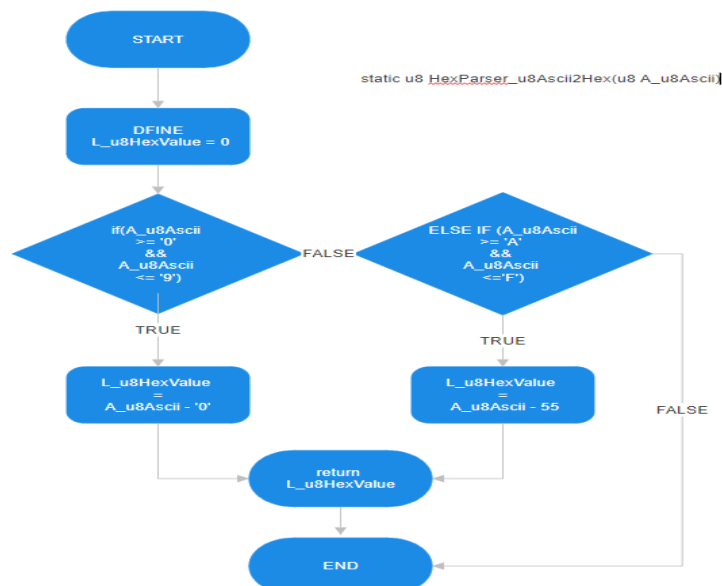 START
static u8 HexParser_u8Ascii2Hex(u8 A_u8Ascii)
DFINE
L_u8HexValue = 0
if(A_u8Ascii
>= '0'
&&
A_u8Ascii
<= '9')
FALSE
ELSE IF (A_u8Ascii
>= 'A'
&&
A_u8Ascii
<='F')
TRUE
TRUE
L_u8HexValue
=
A_u8Ascii - '0'
L_u8HexValue
=
A_u8Ascii - 55
FALSE
return
L_u8HexValue
END